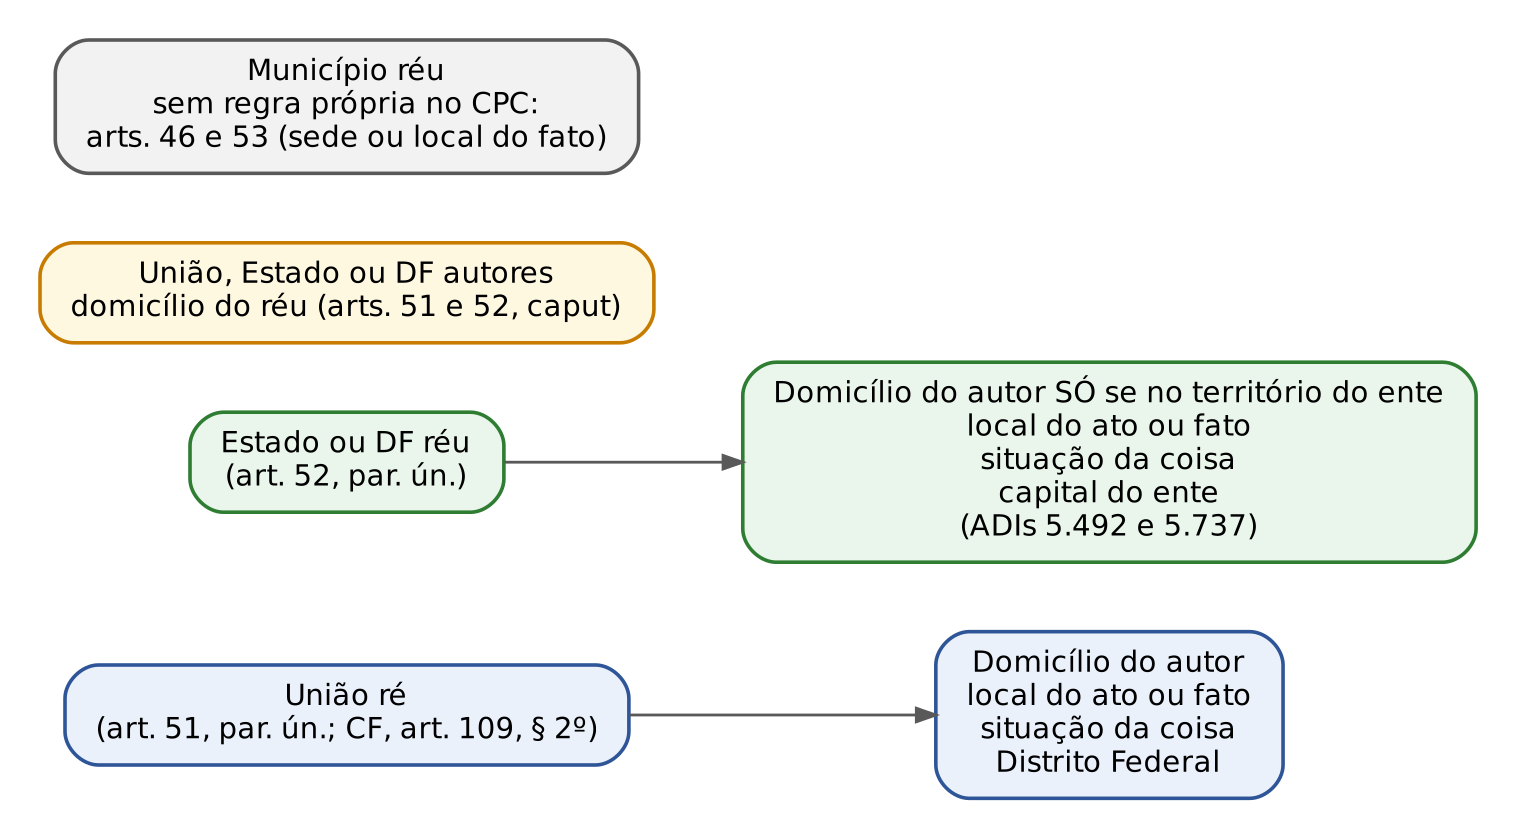 Município réu
sem regra própria no CPC:
arts. 46 e 53 (sede ou local do fato)
União, Estado ou DF autores
domicílio do réu (arts. 51 e 52, caput)
Estado ou DF réu
(art. 52, par. ún.)
Domicílio do autor SÓ se no território do ente
local do ato ou fato
situação da coisa
capital do ente
(ADIs 5.492 e 5.737)
União ré
(art. 51, par. ún.; CF, art. 109, § 2º)
Domicílio do autor
local do ato ou fato
situação da coisa
Distrito Federal